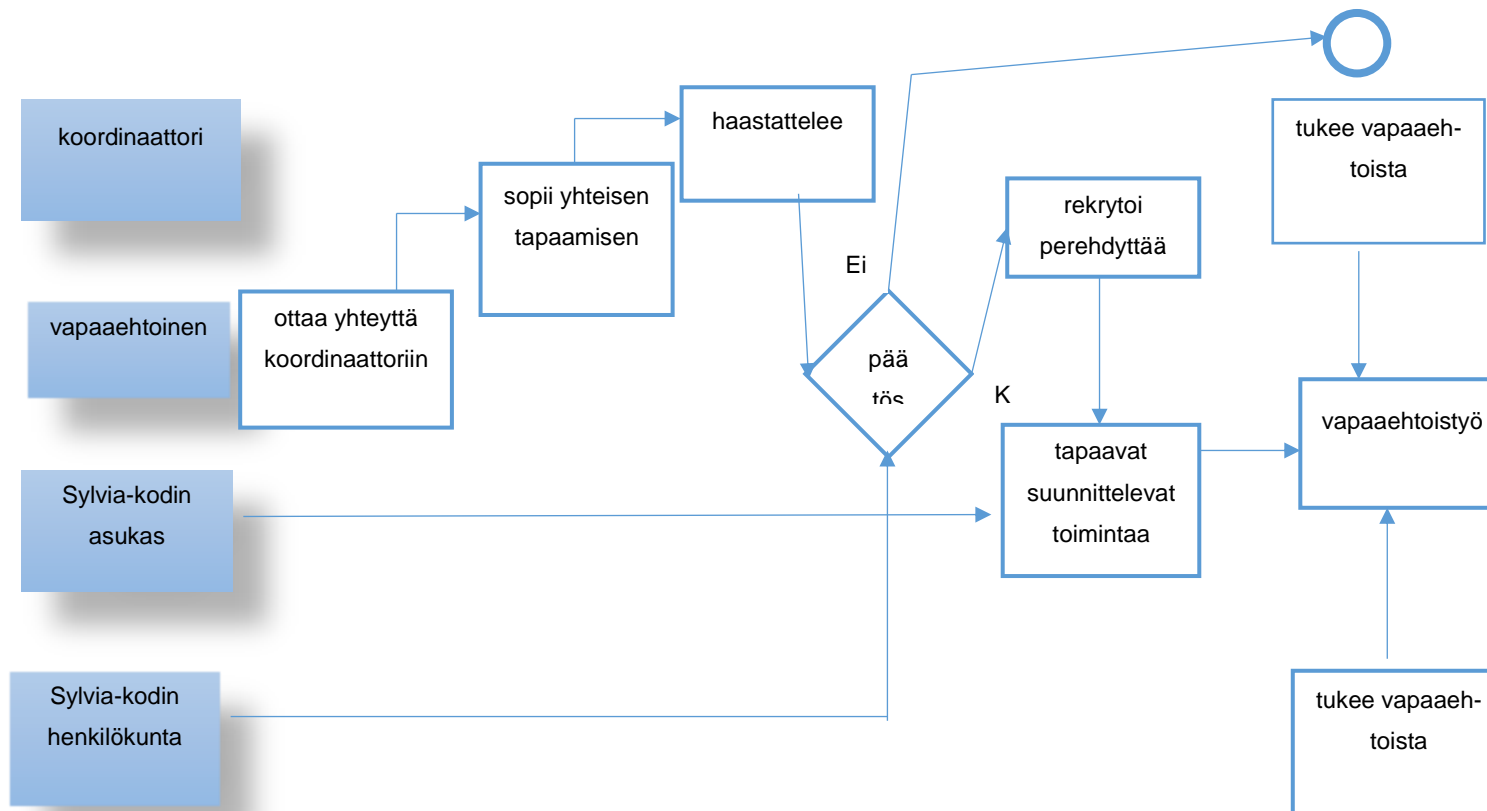 koordinaattori
haastattelee
tukee vapaaeh-
toista
sopii yhteisen
tapaamisen
rekrytoi
perehdyttää
Ei
vapaaehtoinen
ottaa yhteyttä
koordinaattoriin
pää
tös
K
vapaaehtoistyö
Sylvia-kodin
asukas
tapaavat
suunnittelevat
toimintaa
Sylvia-kodin
henkilökunta
tukee vapaaeh-
toista